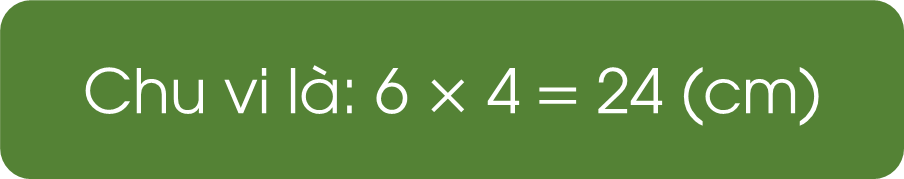 Chu vi là: 6 × 4 = 24 (cm)